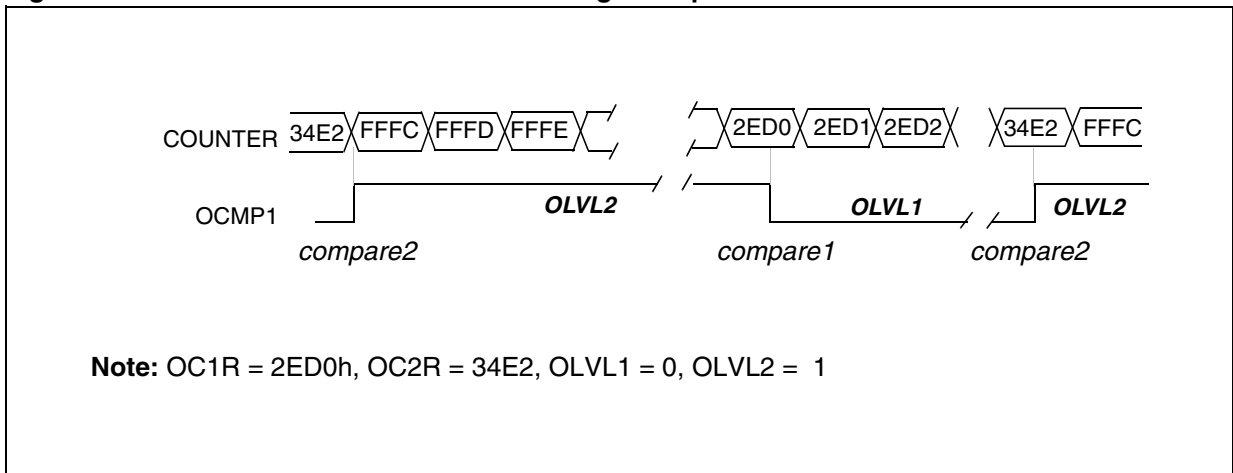 COUNTER 34E2 FFFC FFFD FFFE 2ED0 2ED1 2ED2 34E2 FFFC
OCMP1 OLVL2 OLVL1 OLVL2
compare2 compare1 compare2
Note: OC1R = 2ED0h, OC2R = 34E2, OLVL1 = 0, OLVL2 = 1